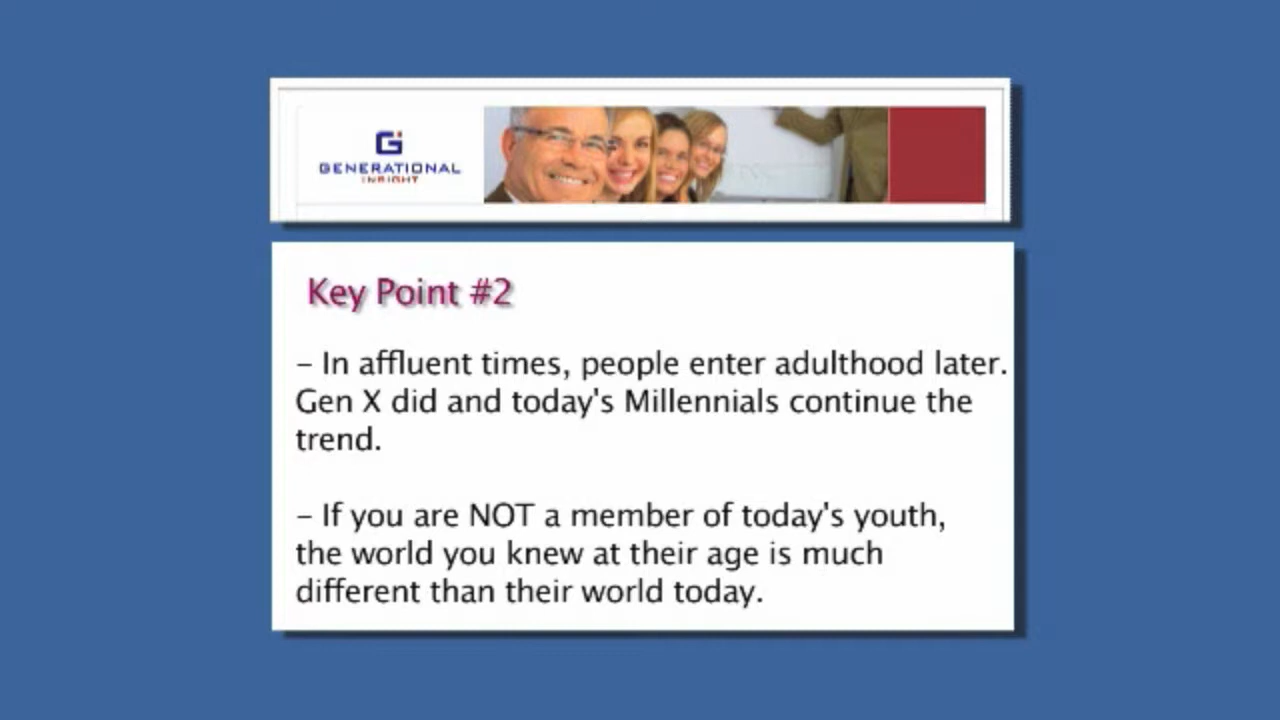 GENERATIONAL
INSIGHT
Key Point #2
– In affluent times, people enter adulthood later.
Gen X did and today's Millennials continue the
trend.
– If you are NOT a member of today's youth,
the world you knew at their age is much
different than their world today.